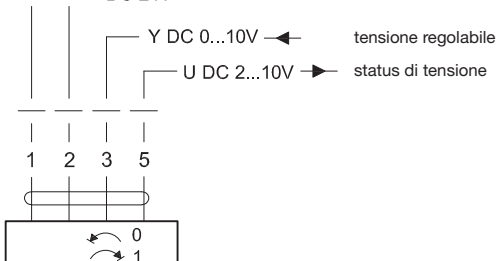 Y DC 0...10V tensione regolabile
U DC 2...10V status di tensione
1 2 3 5
0
1